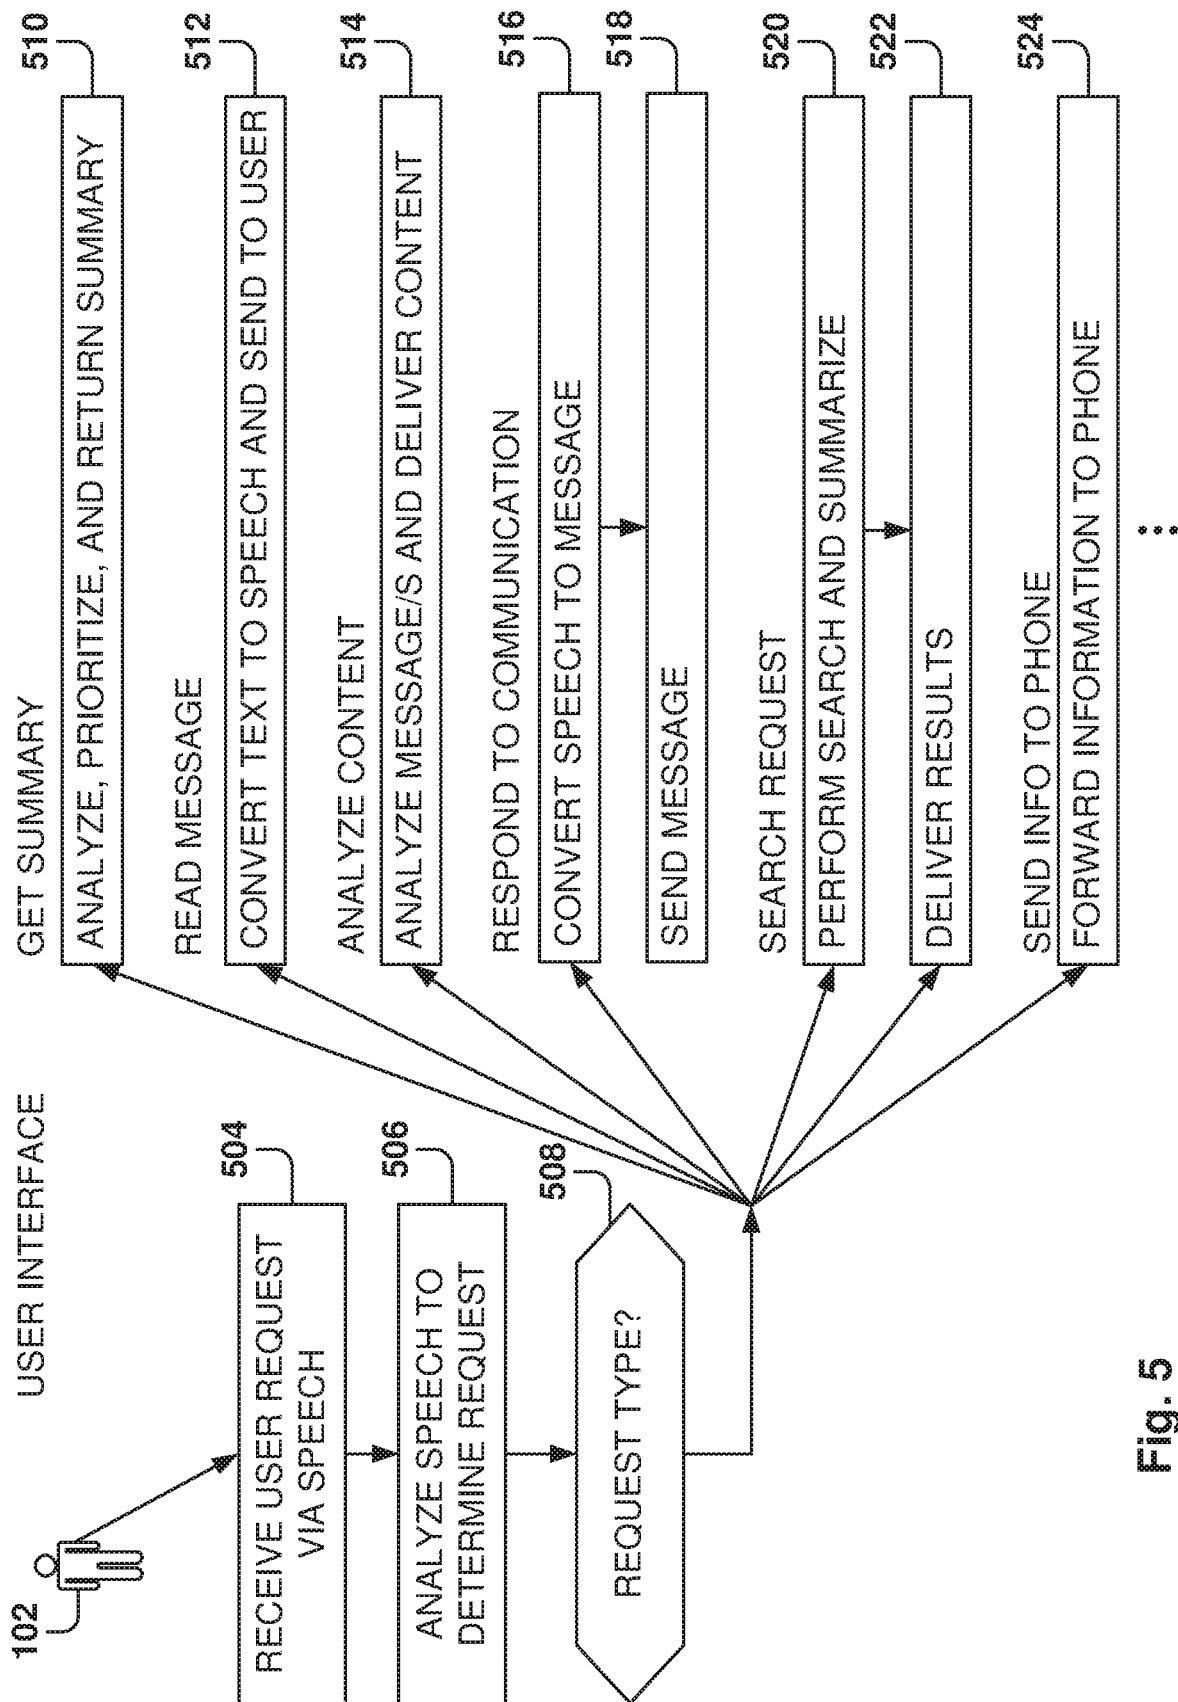 USER INTERFACE
102
RECEIVE USER REQUEST
VIA SPEECH
504
ANALYZE SPEECH TO
DETERMINE REQUEST
506
REQUEST TYPE?
508
GET SUMMARY
ANALYZE, PRIORITIZE, AND RETURN SUMMARY
510
READ MESSAGE
CONVERT TEXT TO SPEECH AND SEND TO USER
512
ANALYZE CONTENT
ANALYZE MESSAGE/S AND DELIVER CONTENT
514
RESPOND TO COMMUNICATION
CONVERT SPEECH TO MESSAGE
516
SEND MESSAGE
518
SEARCH REQUEST
PERFORM SEARCH AND SUMMARIZE
520
DELIVER RESULTS
522
SEND INFO TO PHONE
FORWARD INFORMATION TO PHONE
524
Fig. 5